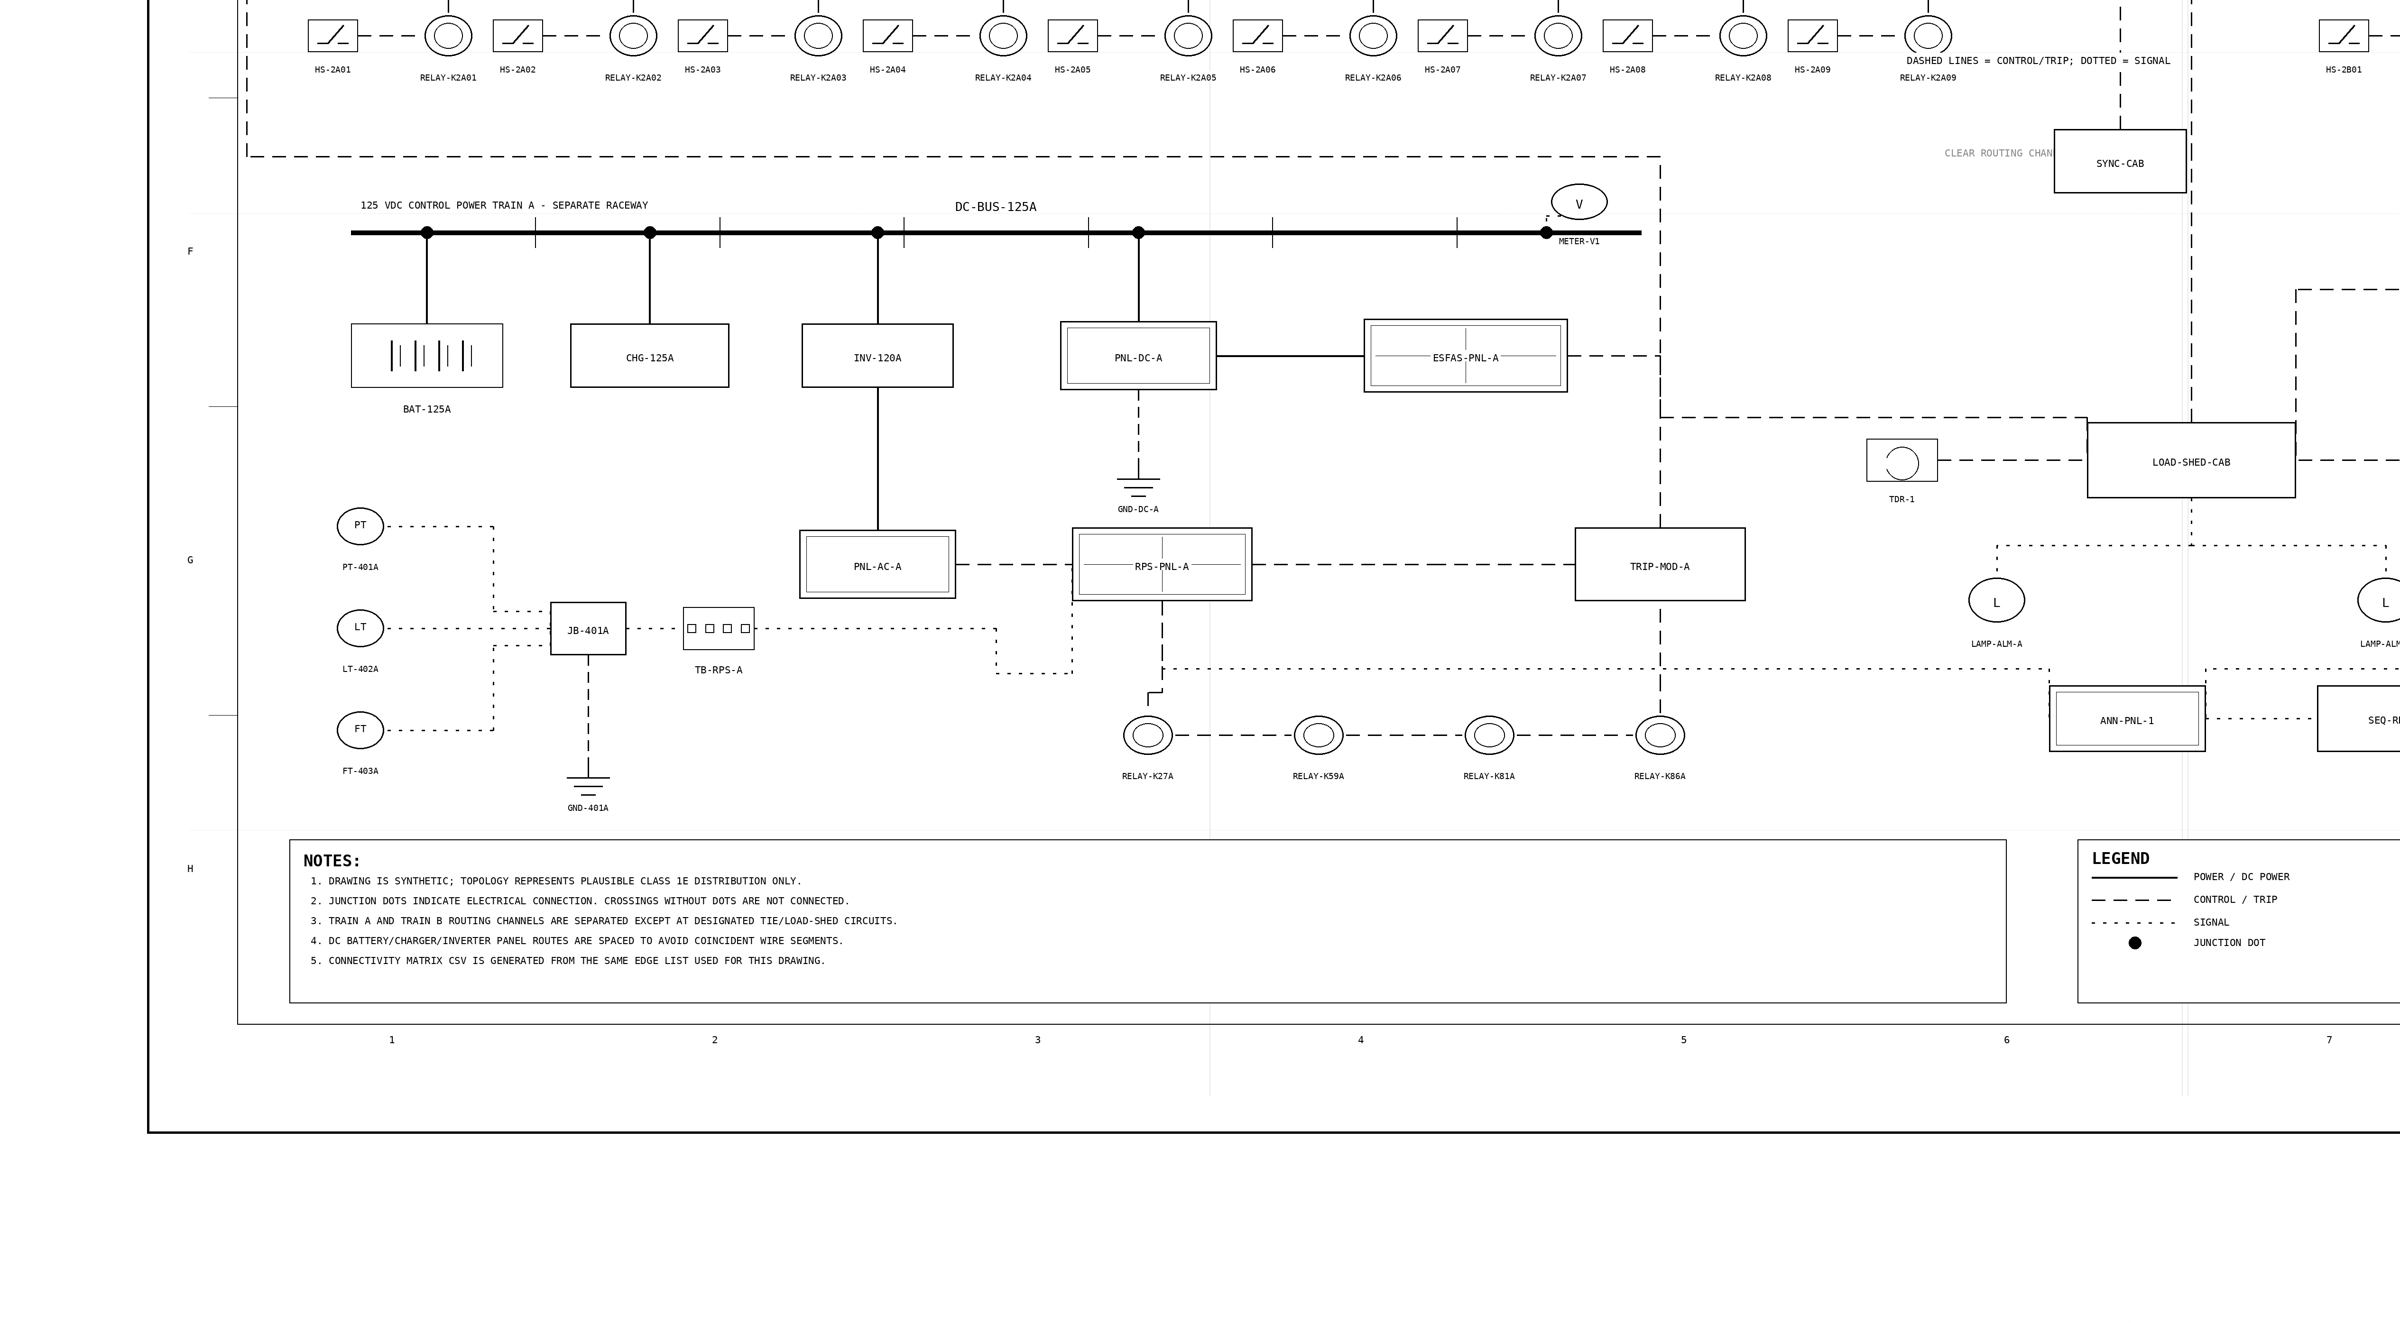 HS-2A01
RELAY-K2A01
HS-2A02
RELAY-K2A02
HS-2A03
RELAY-K2A03
HS-2A04
RELAY-K2A04
HS-2A05
RELAY-K2A05
HS-2A06
RELAY-K2A06
HS-2A07
RELAY-K2A07
HS-2A08
RELAY-K2A08
HS-2A09
RELAY-K2A09
DASHED LINES = CONTROL/TRIP; DOTTED = SIGNAL
HS-2B01
CLEAR ROUTING CHAN
SYNC-CAB
125 VDC CONTROL POWER TRAIN A - SEPARATE RACEWAY
DC-BUS-125A
V
METER-V1
F
BAT-125A
CHG-125A
INV-120A
PNL-DC-A
ESFAS-PNL-A
GND-DC-A
TDR-1
LOAD-SHED-CAB
G
PT
PT-401A
LT
LT-402A
FT
FT-403A
JB-401A
GND-401A
TB-RPS-A
PNL-AC-A
RPS-PNL-A
TRIP-MOD-A
L
LAMP-ALM-A
L
LAMP-ALM
RELAY-K27A
RELAY-K59A
RELAY-K81A
RELAY-K86A
ANN-PNL-1
SEQ-R
H
NOTES:
1. DRAWING IS SYNTHETIC; TOPOLOGY REPRESENTS PLAUSIBLE CLASS 1E DISTRIBUTION ONLY.
2. JUNCTION DOTS INDICATE ELECTRICAL CONNECTION. CROSSINGS WITHOUT DOTS ARE NOT CONNECTED.
3. TRAIN A AND TRAIN B ROUTING CHANNELS ARE SEPARATED EXCEPT AT DESIGNATED TIE/LOAD-SHED CIRCUITS.
4. DC BATTERY/CHARGER/INVERTER PANEL ROUTES ARE SPACED TO AVOID COINCIDENT WIRE SEGMENTS.
5. CONNECTIVITY MATRIX CSV IS GENERATED FROM THE SAME EDGE LIST USED FOR THIS DRAWING.
LEGEND
POWER / DC POWER
CONTROL / TRIP
SIGNAL
JUNCTION DOT
1
2
3
4
5
6
7